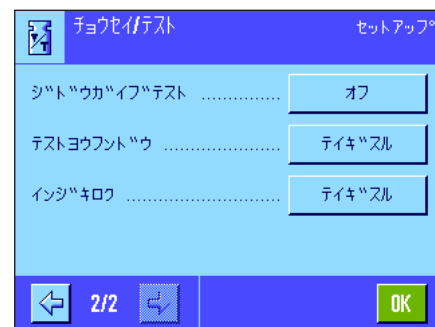 チョウセイ/テスト セットアップ
ジドウガイブテスト .............. オフ
テストヨウフンドウ ..................... テイギスル
インジキロク ........................... テイギスル
2/2 OK